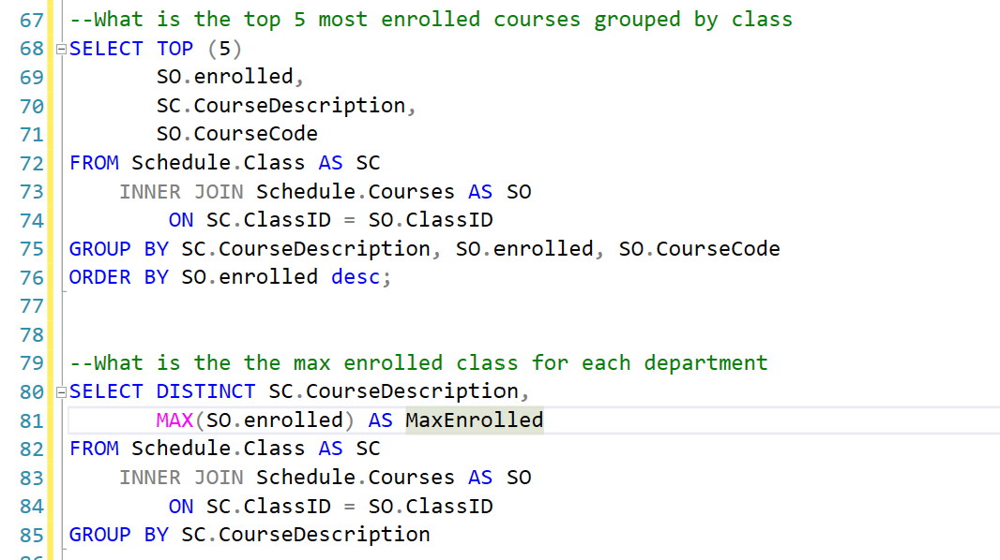 67 --What is the top 5 most enrolled courses grouped by class
68 SELECT TOP (5)
69 SO.enrolled,
70 SC.CourseDescription,
71 SO.CourseCode
72 FROM Schedule.Class AS SC
73 INNER JOIN Schedule.Courses AS SO
74 ON SC.ClassID = SO.ClassID
75 GROUP BY SC.CourseDescription, SO.enrolled, SO.CourseCode
76 ORDER BY SO.enrolled desc;
77
78
79 --What is the the max enrolled class for each department
80 SELECT DISTINCT SC.CourseDescription,
81 MAX(SO.enrolled) AS MaxEnrolled
82 FROM Schedule.Class AS SC
83 INNER JOIN Schedule.Courses AS SO
84 ON SC.ClassID = SO.ClassID
85 GROUP BY SC.CourseDescription